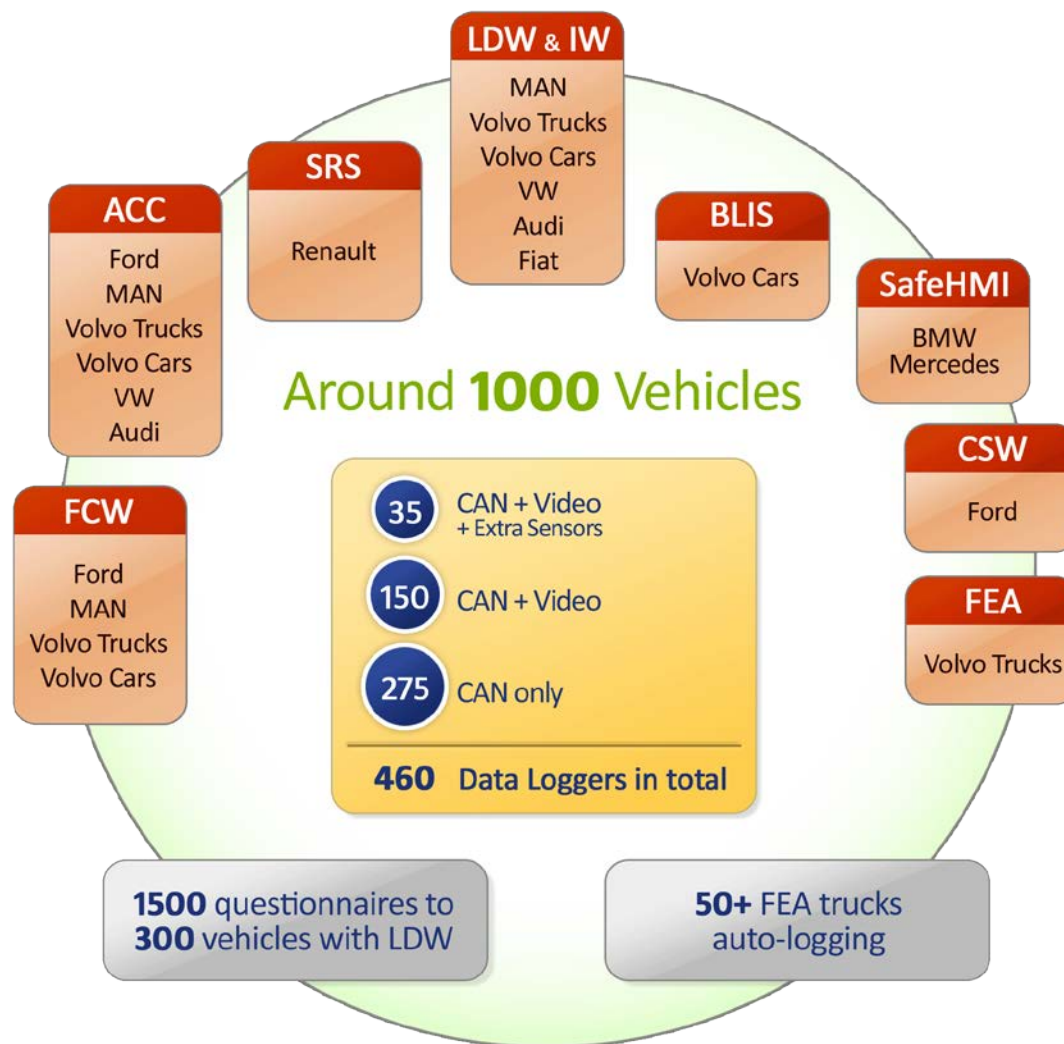 LDW & IW
MAN
Volvo Trucks
Volvo Cars
VW
Audi
Fiat
SRS
Renault
ACC
Ford
MAN
Volvo Trucks
Volvo Cars
VW
Audi
BLIS
Volvo Cars
SafeHMI
BMW
Mercedes
Around 1000 Vehicles
CSW
Ford
FCW
Ford
MAN
Volvo Trucks
Volvo Cars
FEA
Volvo Trucks
35 CAN + Video
+ Extra Sensors
150 CAN + Video
275 CAN only
460 Data Loggers in total
1500 questionnaires to
300 vehicles with LDW
50+ FEA trucks
auto-logging